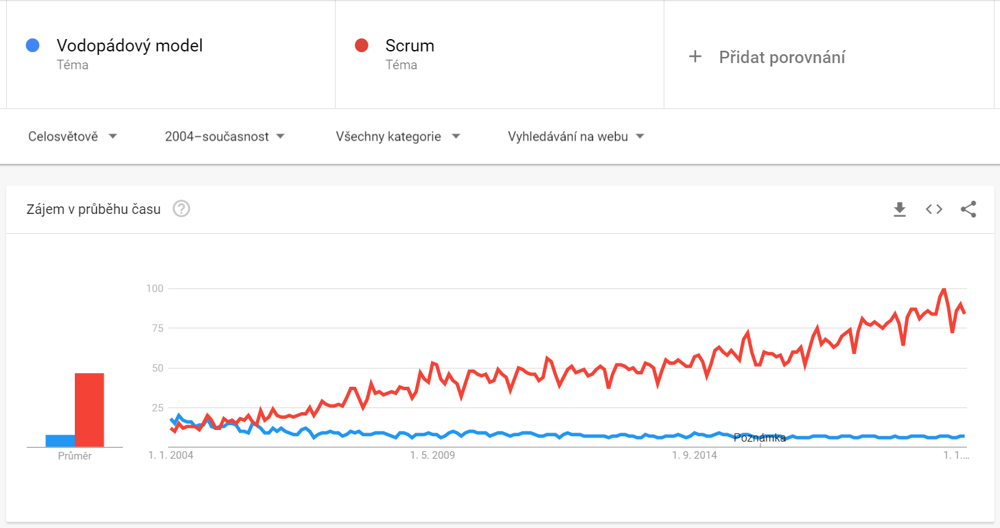 Vodopádový model
Téma
Scrum
Téma
+ Přidat porovnání
Celosvětově
2004–současnost
Všechny kategorie
Vyhledávání na webu
Zájem v průběhu času
?
100
75
50
25
Poznámka
Průměr
1. 1. 2004
1. 5. 2009
1. 9. 2014
1. 1.…